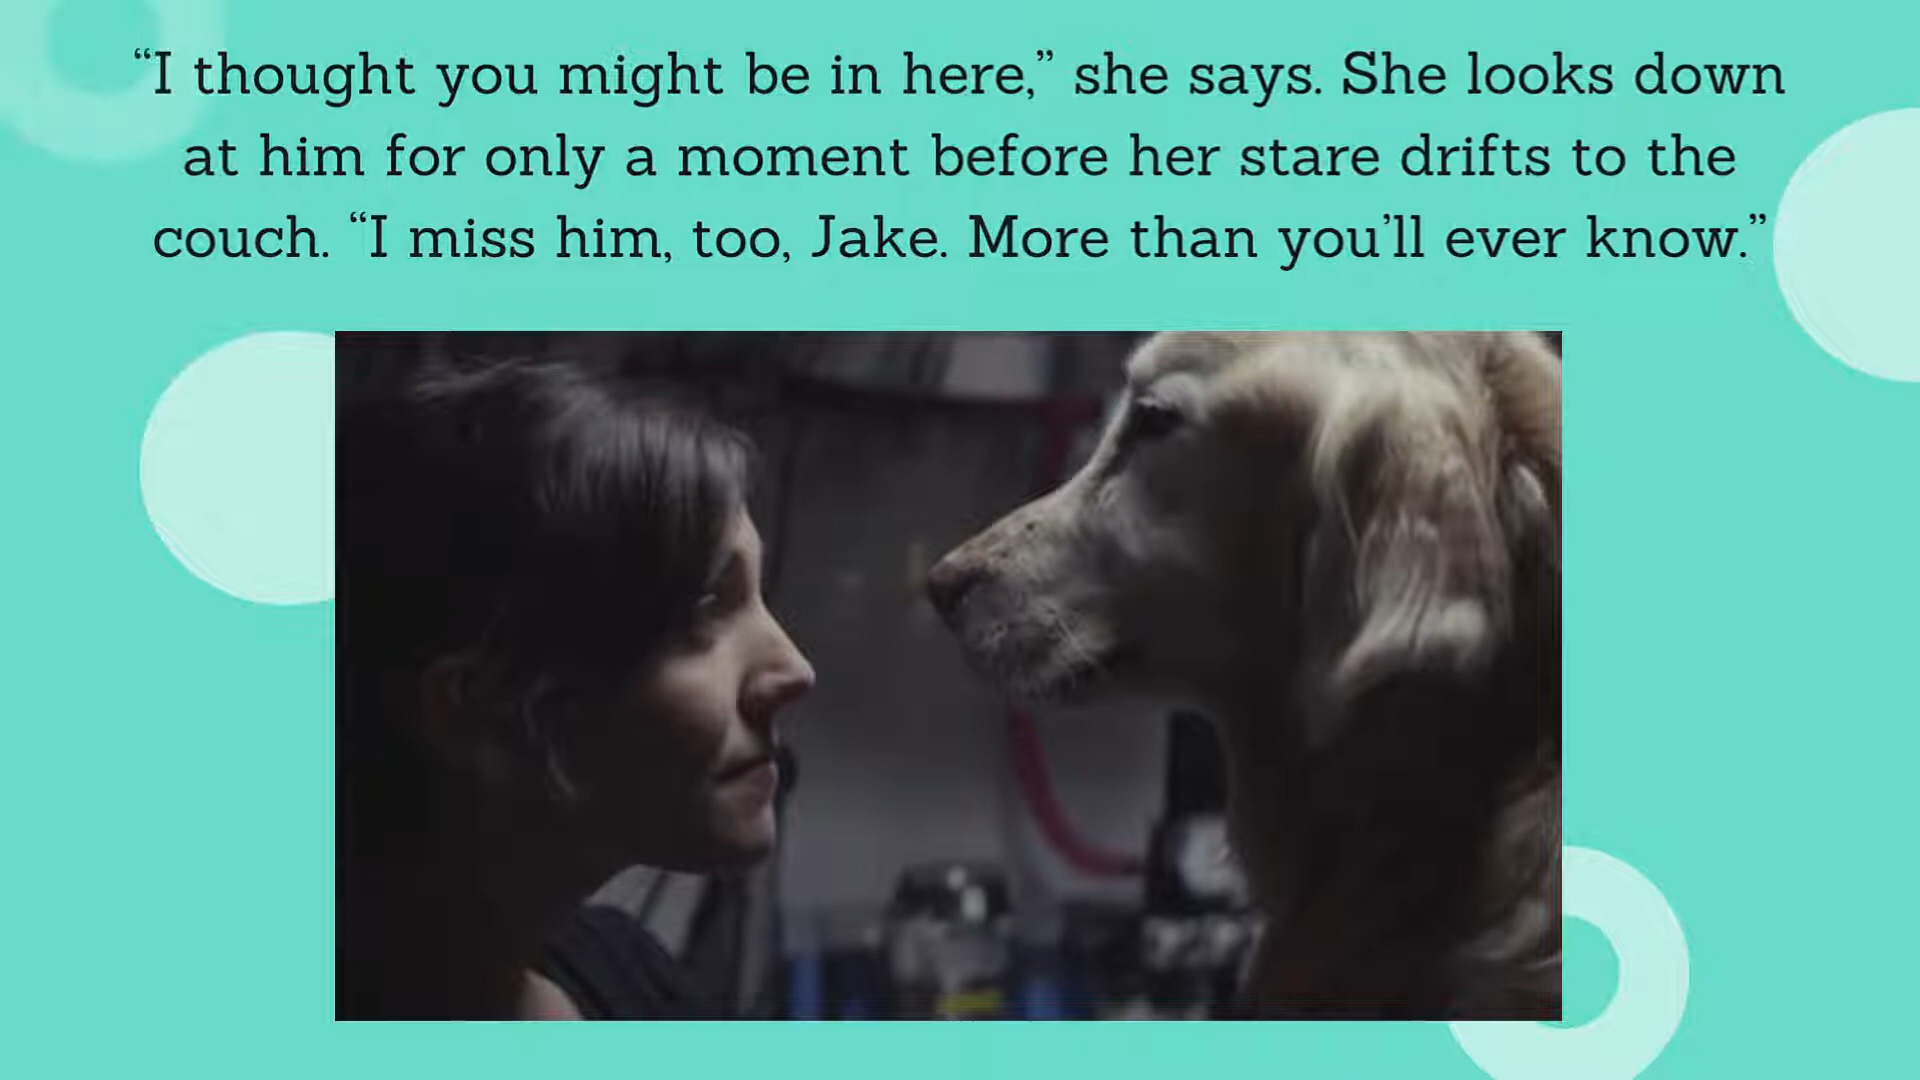 “I thought you might be in here,” she says. She looks down
at him for only a moment before her stare drifts to the
couch. “I miss him, too, Jake. More than you’ll ever know.”